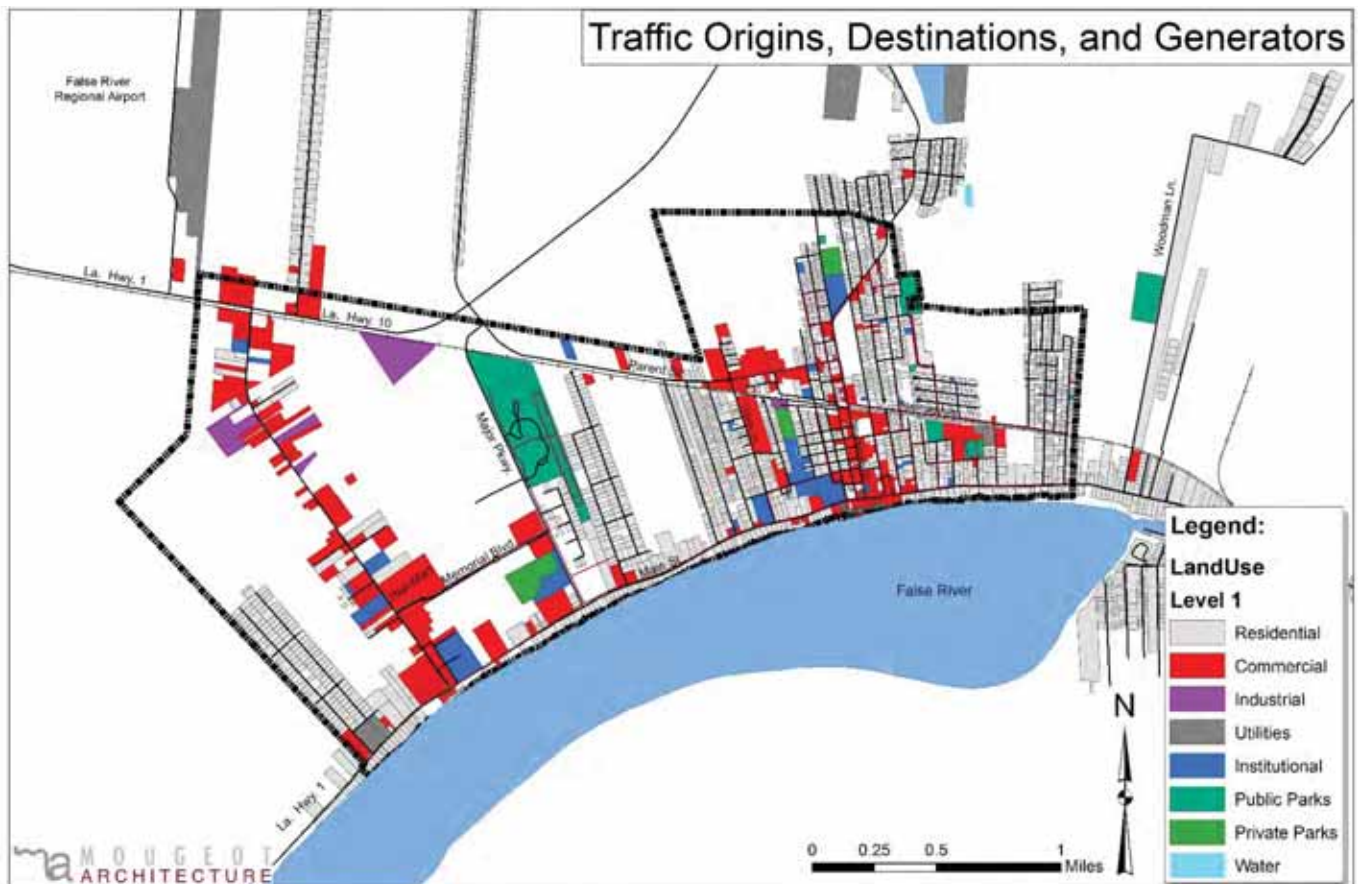 Traffic Origins, Destinations, and Generators
False River
Regional Airport
La. Hwy. 1
La. Hwy 10
Parent
Major Pkwy.
Woodman Ln.
Memorial Blvd
Main St
False River
La. Hwy. 1
Legend:
LandUse
Level 1
Residential
Commercial
Industrial
Utilities
Institutional
Public Parks
Private Parks
Water
N
0 0.25 0.5 1
Miles
ma MOUGEOT
ARCHITECTURE